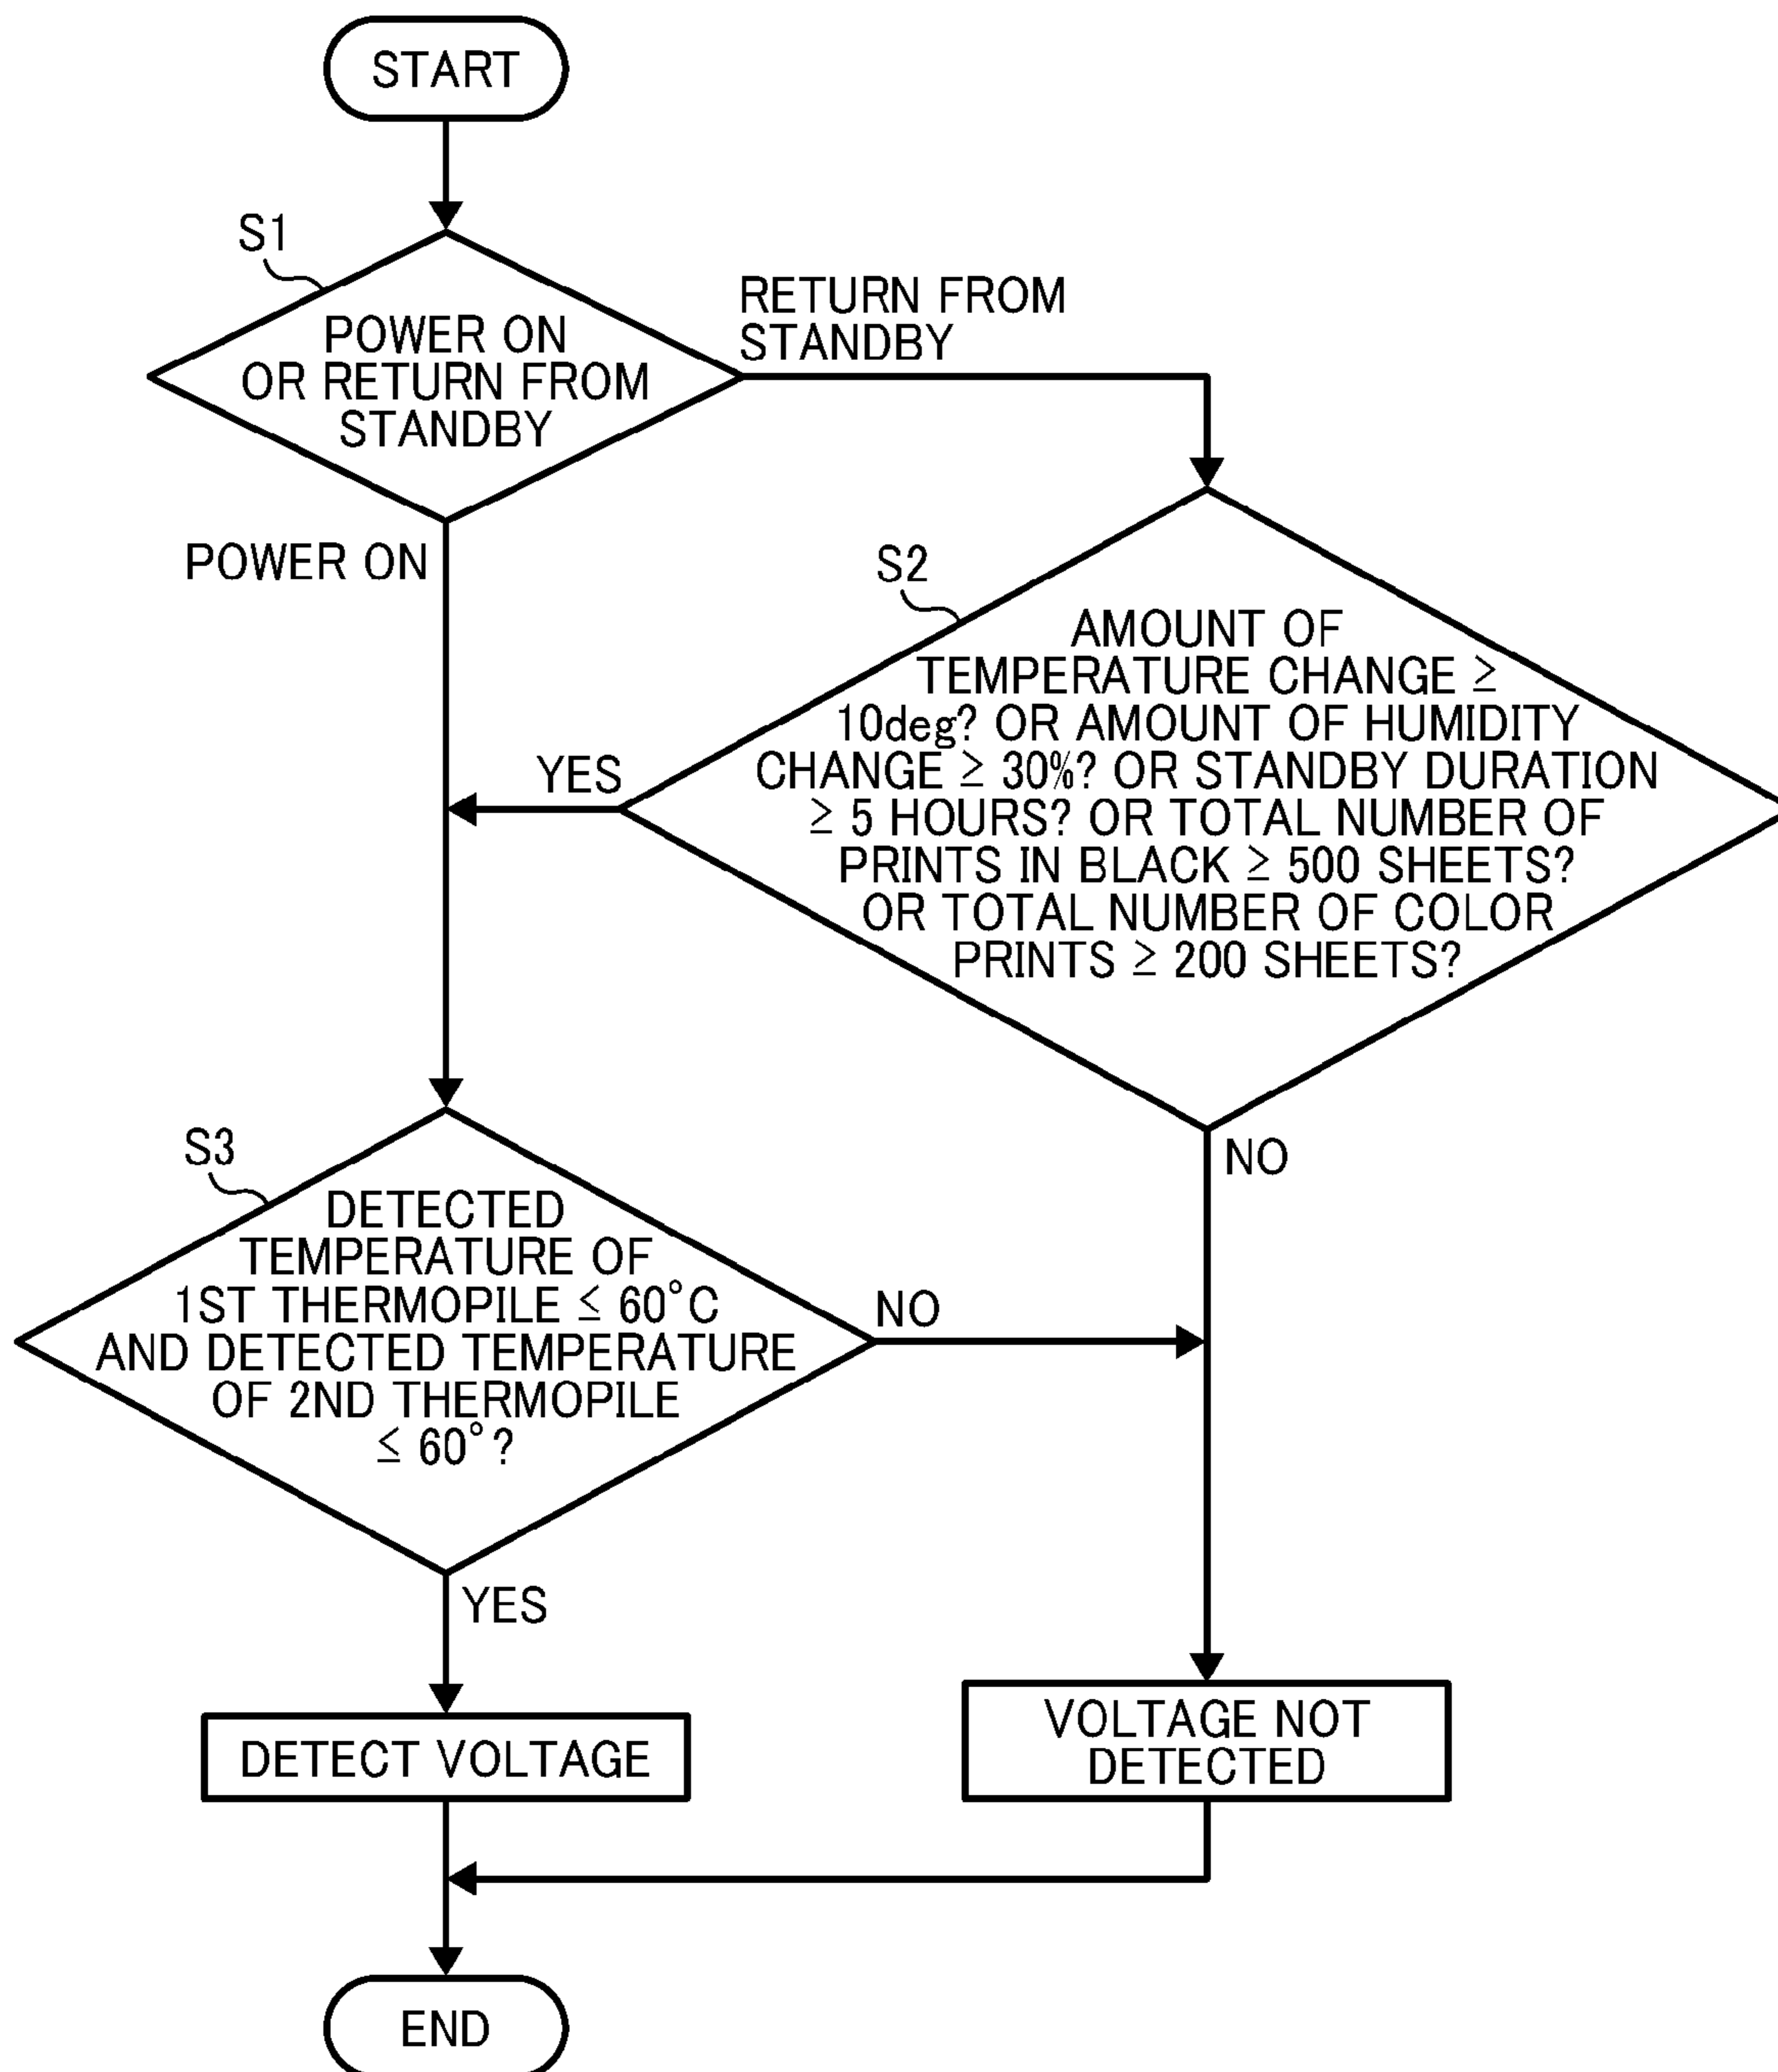 START
S1
POWER ON
OR RETURN FROM
STANDBY
RETURN FROM
STANDBY
POWER ON
S2
AMOUNT OF
TEMPERATURE CHANGE ≥
10deg? OR AMOUNT OF HUMIDITY
CHANGE ≥ 30%? OR STANDBY DURATION
≥ 5 HOURS? OR TOTAL NUMBER OF
PRINTS IN BLACK ≥ 500 SHEETS?
OR TOTAL NUMBER OF COLOR
PRINTS ≥ 200 SHEETS?
YES
NO
S3
DETECTED
TEMPERATURE OF
1ST THERMOPILE ≤ 60°C
AND DETECTED TEMPERATURE
OF 2ND THERMOPILE
≤ 60°?
NO
YES
DETECT VOLTAGE
VOLTAGE NOT
DETECTED
END